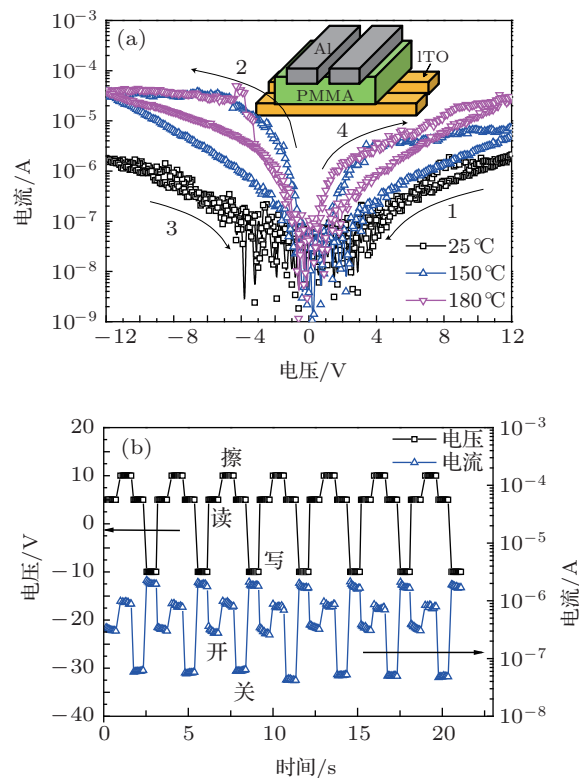 (a)
Al
ITO
PMMA
2
4
3
1
25℃
150℃
180℃
10⁻³
10⁻⁴
10⁻⁵
10⁻⁶
10⁻⁷
10⁻⁸
10⁻⁹
电流/A
−12
−8
−4
0
4
8
12
电压/V
(b)
电压
电流
擦
读
写
开
关
20
10
0
−10
−20
−30
−40
电压/V
10⁻³
10⁻⁴
10⁻⁵
10⁻⁶
10⁻⁷
10⁻⁸
电流/A
0
5
10
15
20
时间/s